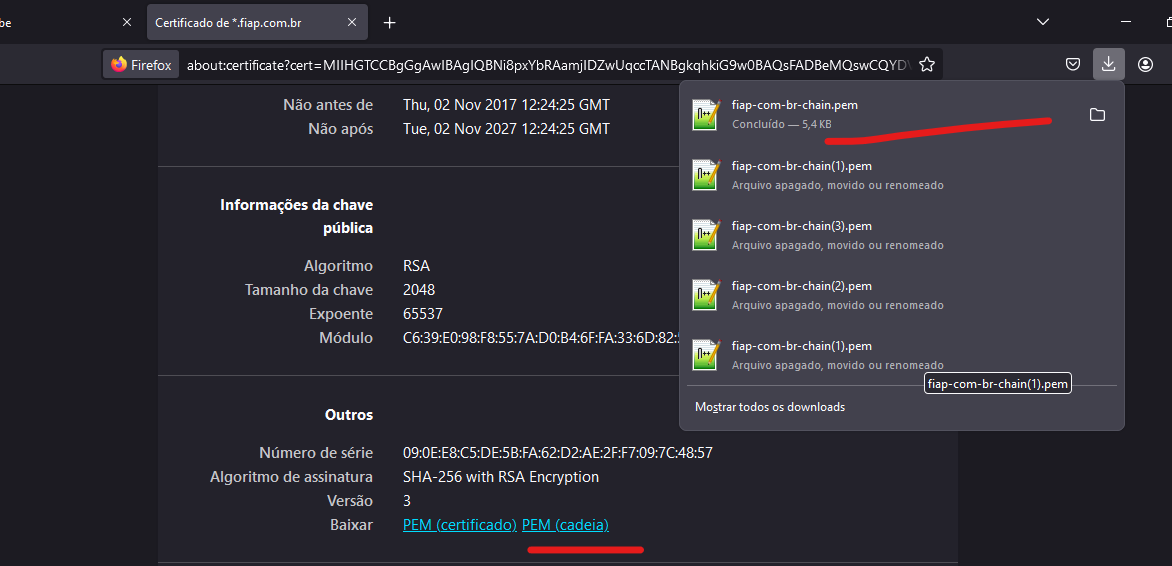 be
Certificado de *.fiap.com.br
Firefox
about:certificate?cert=MIIHGTCCBgGgAwIBAgIQBNi8pxYbRAamjIDZwUqccTANBgkqhkiG9w0BAQsFADBeMQswCQYDV
Não antes de Thu, 02 Nov 2017 12:24:25 GMT
Não após Tue, 02 Nov 2027 12:24:25 GMT
Informações da chave
pública
Algoritmo RSA
Tamanho da chave 2048
Expoente 65537
Módulo C6:39:E0:98:F8:55:7A:D0:B4:6F:FA:33:6D:82:
Outros
Número de série 09:0E:E8:C5:DE:5B:FA:62:D2:AE:2F:F7:09:7C:48:57
Algoritmo de assinatura SHA-256 with RSA Encryption
Versão 3
Baixar PEM (certificado) PEM (cadeia)
fiap-com-br-chain.pem
Concluído — 5,4 KB
fiap-com-br-chain(1).pem
Arquivo apagado, movido ou renomeado
fiap-com-br-chain(3).pem
Arquivo apagado, movido ou renomeado
fiap-com-br-chain(2).pem
Arquivo apagado, movido ou renomeado
fiap-com-br-chain(1).pem
Arquivo apagado, movido ou renomeado
fiap-com-br-chain(1).pem
Mostrar todos os downloads